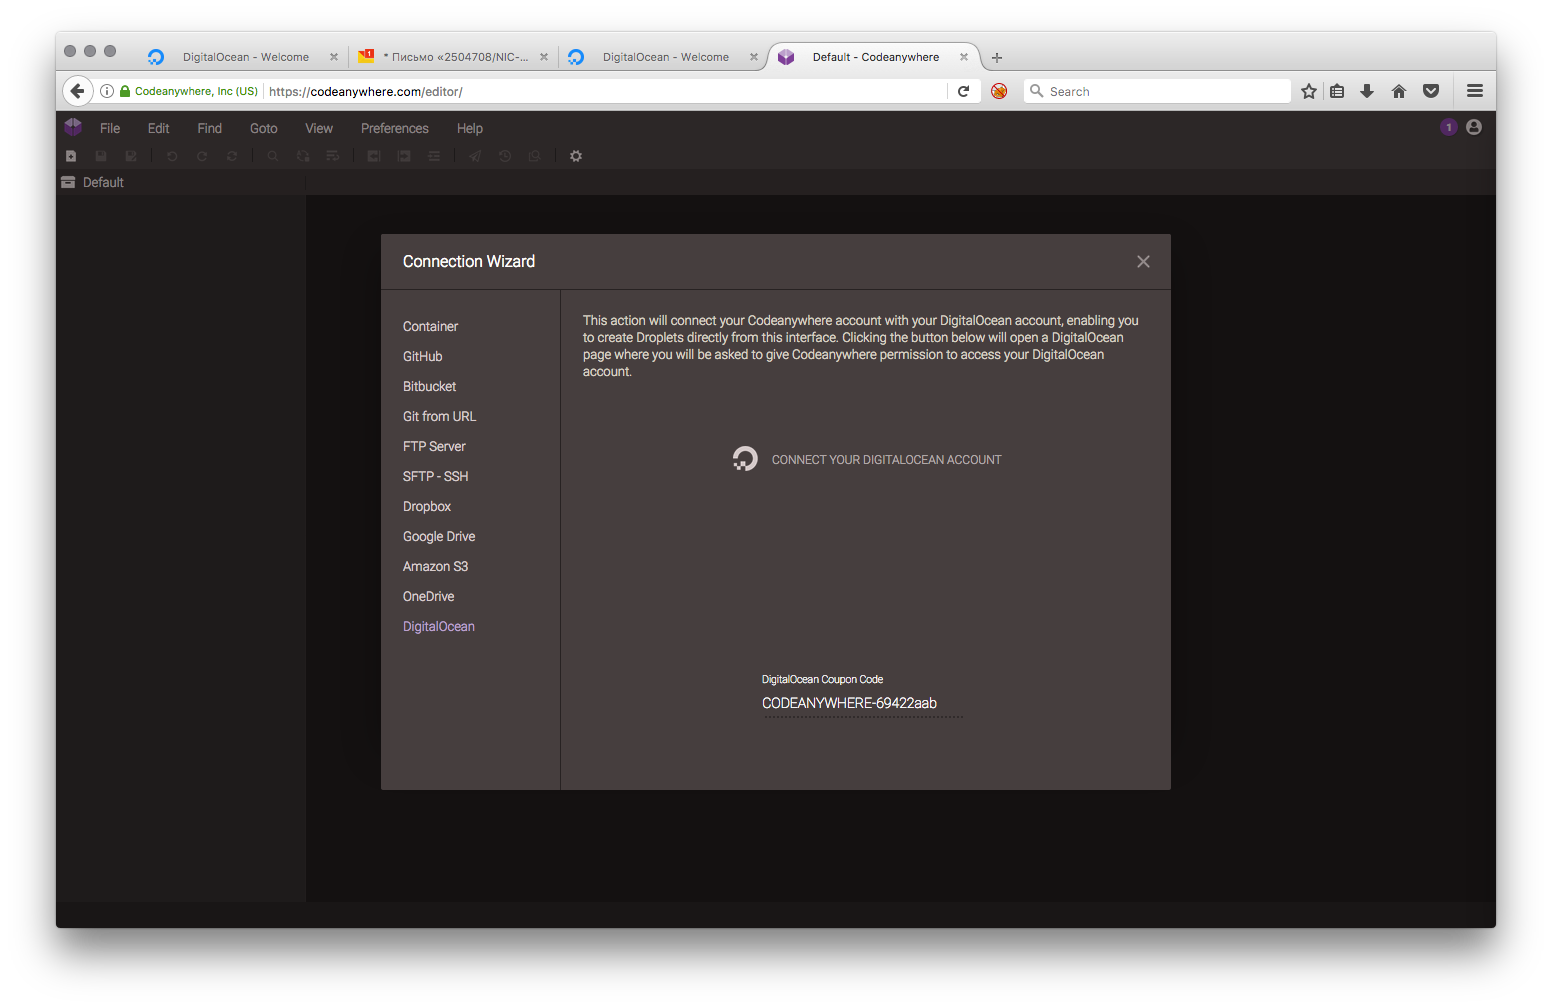 DigitalOcean - Welcome
1
* Письмо «2504708/NIC-...
DigitalOcean - Welcome
Default - Codeanywhere
Codeanywhere, Inc (US)
https://codeanywhere.com/editor/
Search
File
Edit
Find
Goto
View
Preferences
Help
1
Default
Connection Wizard
Container
GitHub
Bitbucket
Git from URL
FTP Server
SFTP - SSH
Dropbox
Google Drive
Amazon S3
OneDrive
DigitalOcean
This action will connect your Codeanywhere account with your DigitalOcean account, enabling you
to create Droplets directly from this interface. Clicking the button below will open a DigitalOcean
page where you will be asked to give Codeanywhere permission to access your DigitalOcean
account.
CONNECT YOUR DIGITALOCEAN ACCOUNT
DigitalOcean Coupon Code
CODEANYWHERE-69422aab